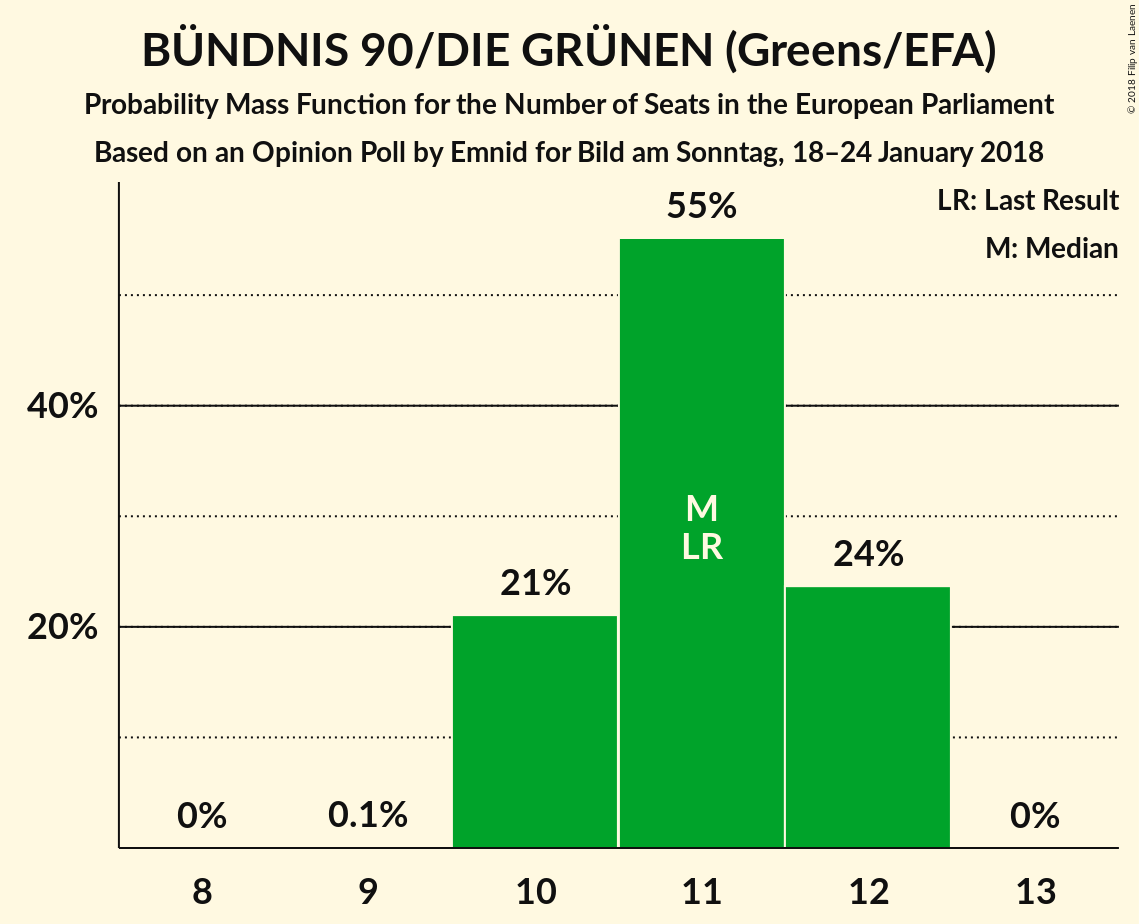 BÜNDNIS 90/DIE GRÜNEN (Greens/EFA)
Probability Mass Function for the Number of Seats in the European Parliament
Based on an Opinion Poll by Emnid for Bild am Sonntag, 18–24 January 2018
© 2018 Filip van Laenen
LR: Last Result
M: Median
55%
40%
M
LR
24%
21%
20%
0%
0.1%
0%
8
9
10
11
12
13